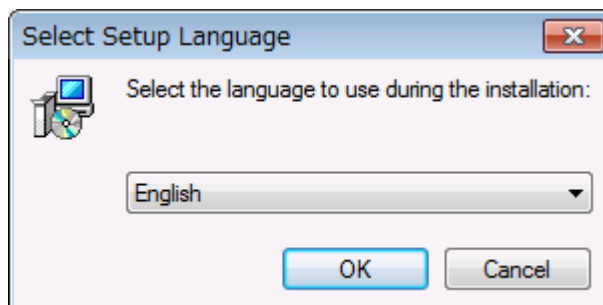 Select Setup Language
Select the language to use during the installation:
English
OK Cancel